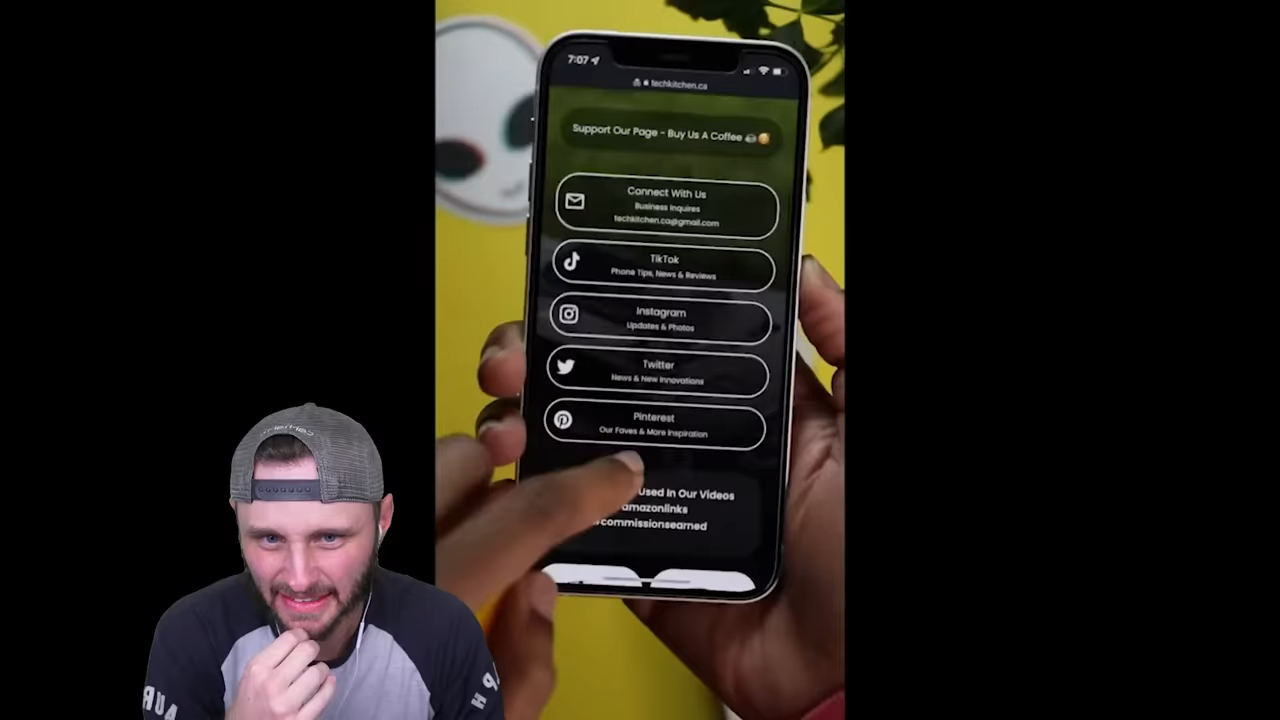 7:07
techkitchen.ca
Support Our Page - Buy Us A Coffee
Connect With Us
Business Inquires
techkitchen.ca@gmail.com
TikTok
Phone Tips, News & Reviews
Instagram
Updates & Photos
Twitter
News & New Innovations
Pinterest
Our Faves & More Inspiration
Used In Our Videos
amazonlinks
commissionsearned